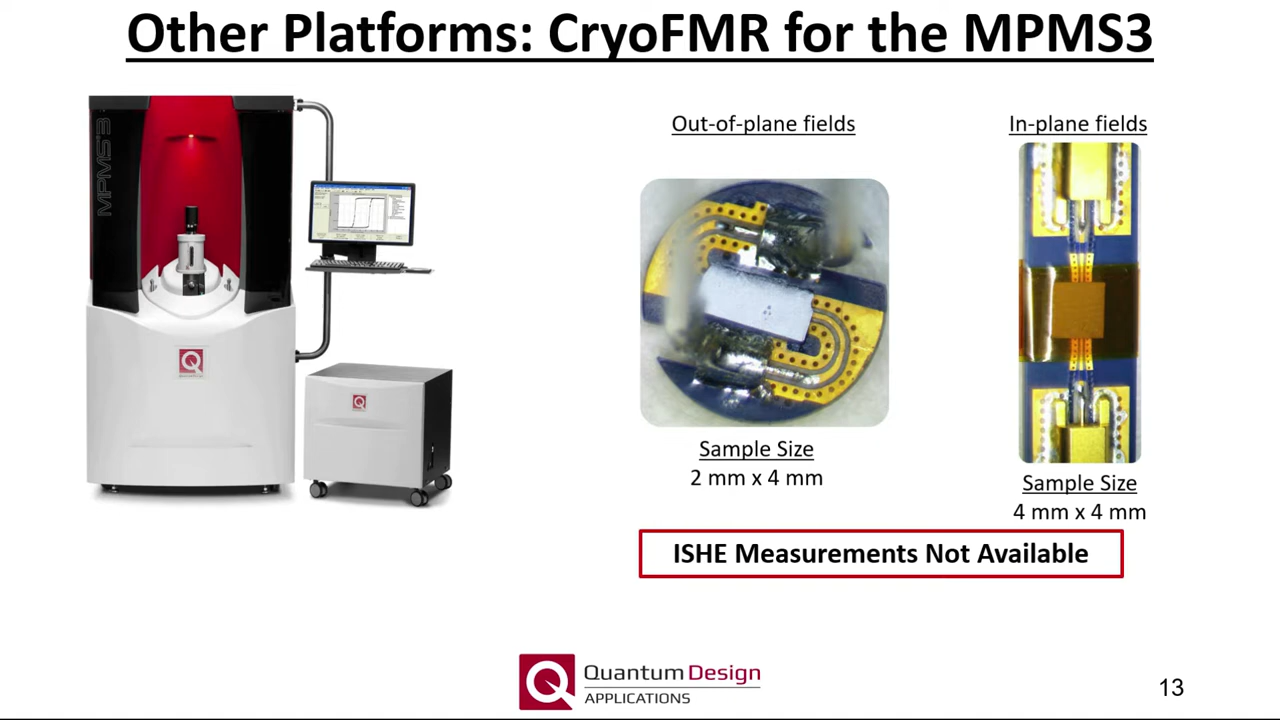 Other Platforms: CryoFMR for the MPMS3
MPMS3
Out-of-plane fields
In-plane fields
Sample Size
2 mm x 4 mm
Sample Size
4 mm x 4 mm
ISHE Measurements Not Available
Quantum Design
APPLICATIONS
13